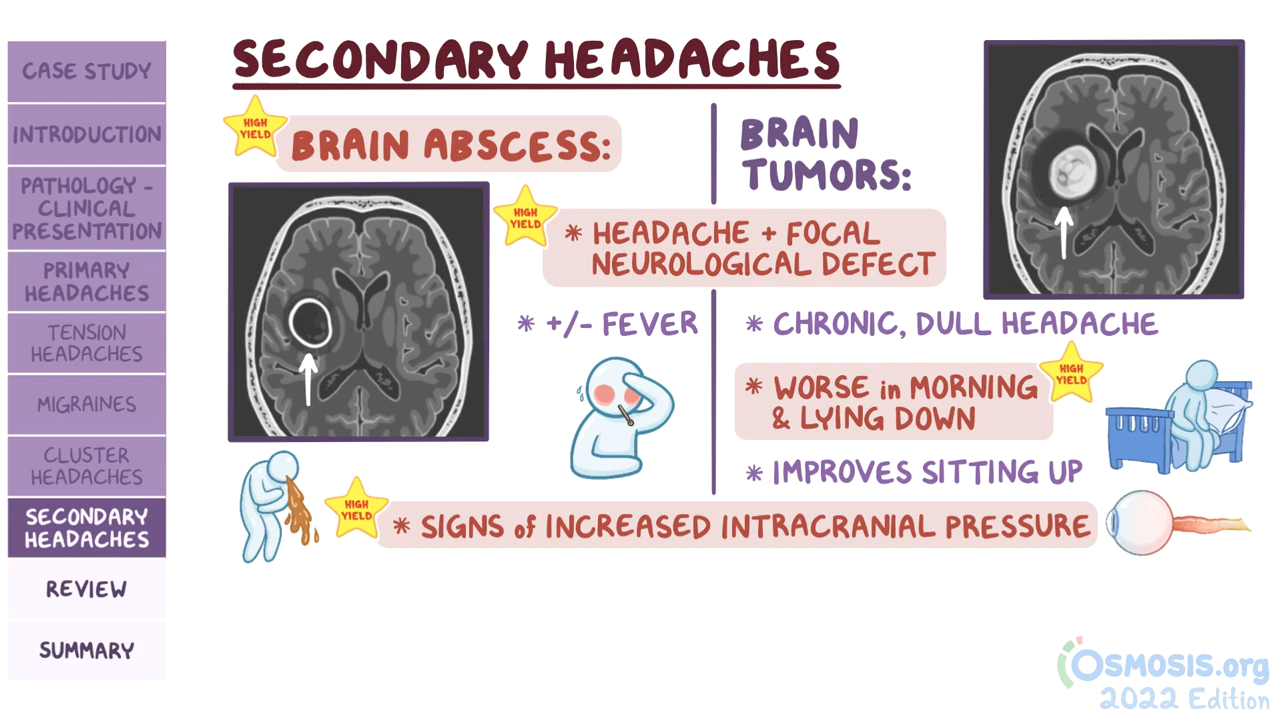 CASE STUDY
INTRODUCTION
PATHOLOGY -
CLINICAL
PRESENTATION
PRIMARY
HEADACHES
TENSION
HEADACHES
MIGRAINES
CLUSTER
HEADACHES
SECONDARY
HEADACHES
REVIEW
SUMMARY
SECONDARY HEADACHES
HIGH
YIELD
BRAIN ABSCESS:
BRAIN
TUMORS:
HIGH
YIELD
* HEADACHE + FOCAL
NEUROLOGICAL DEFECT
* +/- FEVER
* CHRONIC, DULL HEADACHE
* WORSE in MORNING
& LYING DOWN
HIGH
YIELD
* IMPROVES SITTING UP
HIGH
YIELD
* SIGNS of INCREASED INTRACRANIAL PRESSURE
OSMOSIS.org
2022 Edition